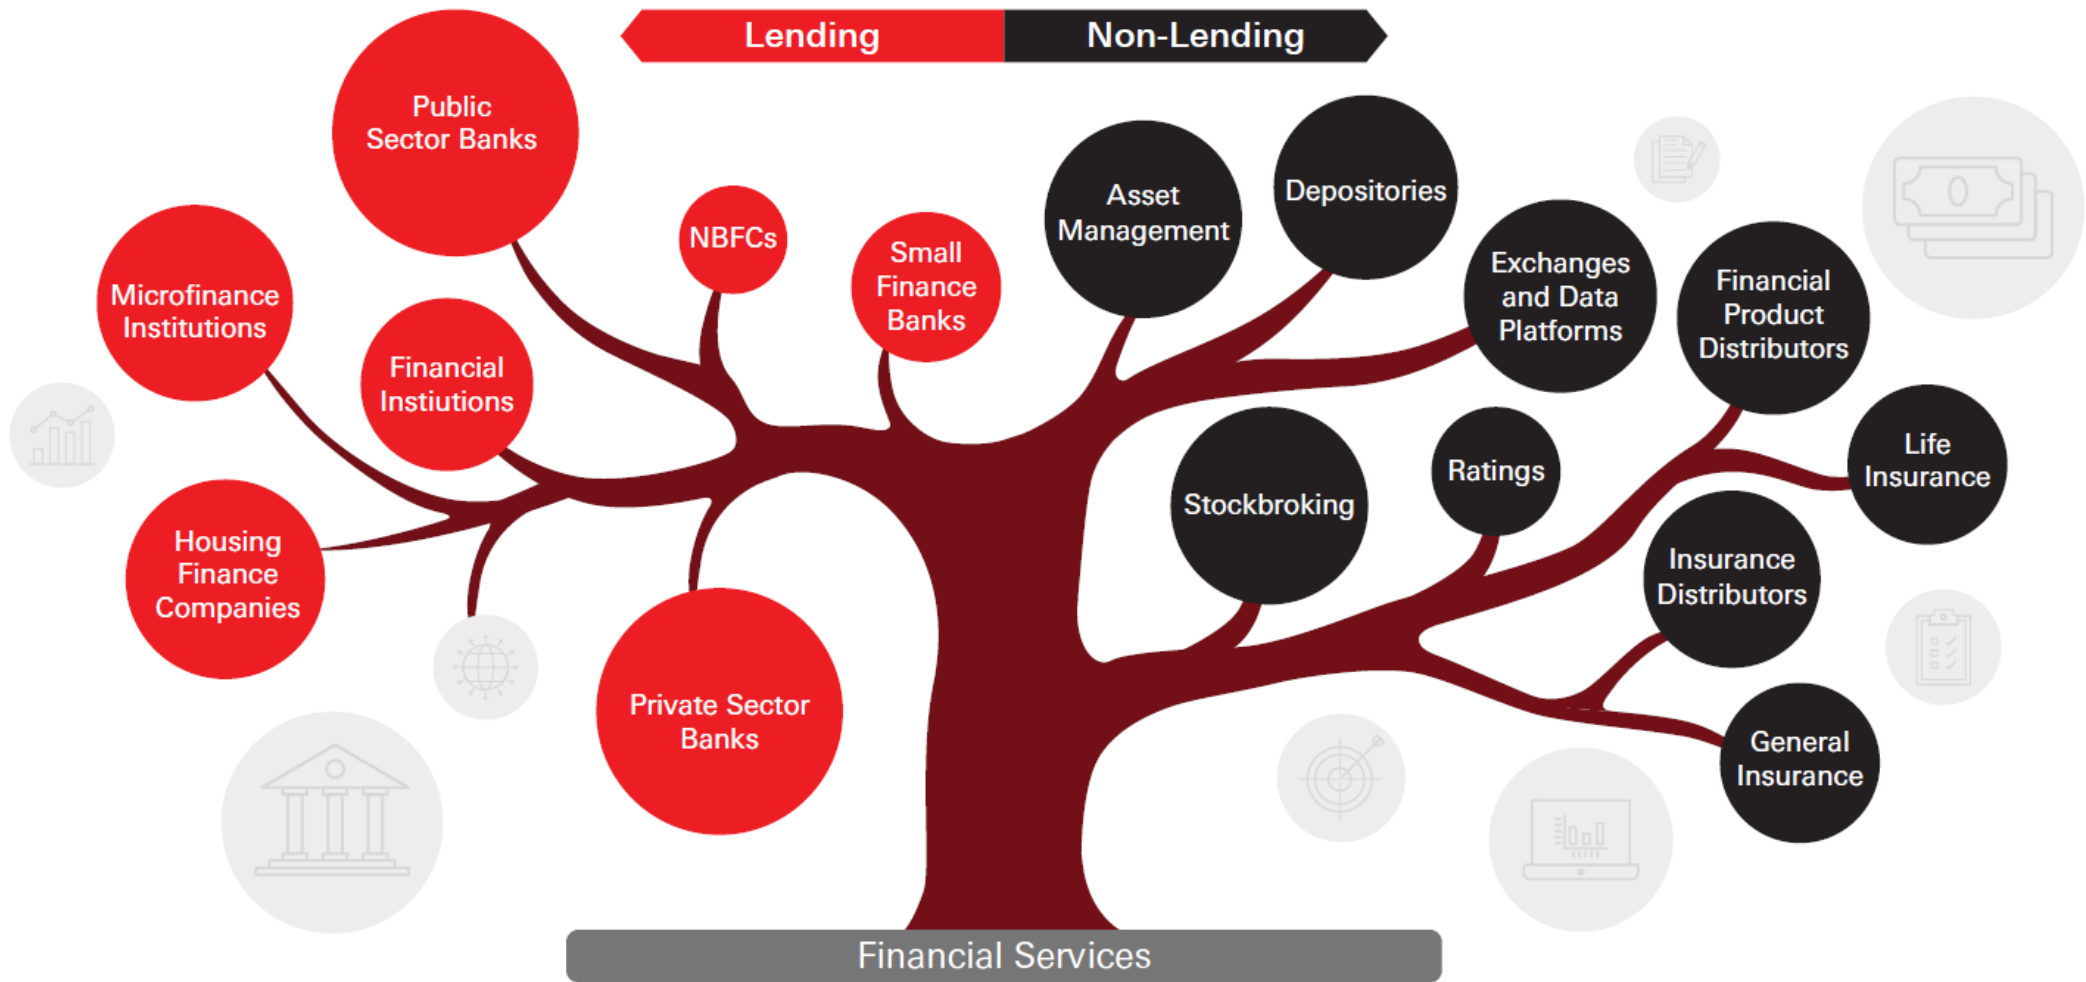 Lending
Non-Lending
Public
Sector Banks
NBFCs
Small
Finance
Banks
Microfinance
Institutions
Financial
Instiutions
Housing
Finance
Companies
Private Sector
Banks
Asset
Management
Depositories
Exchanges
and Data
Platforms
Financial
Product
Distributors
Life
Insurance
Stockbroking
Ratings
Insurance
Distributors
General
Insurance
Financial Services